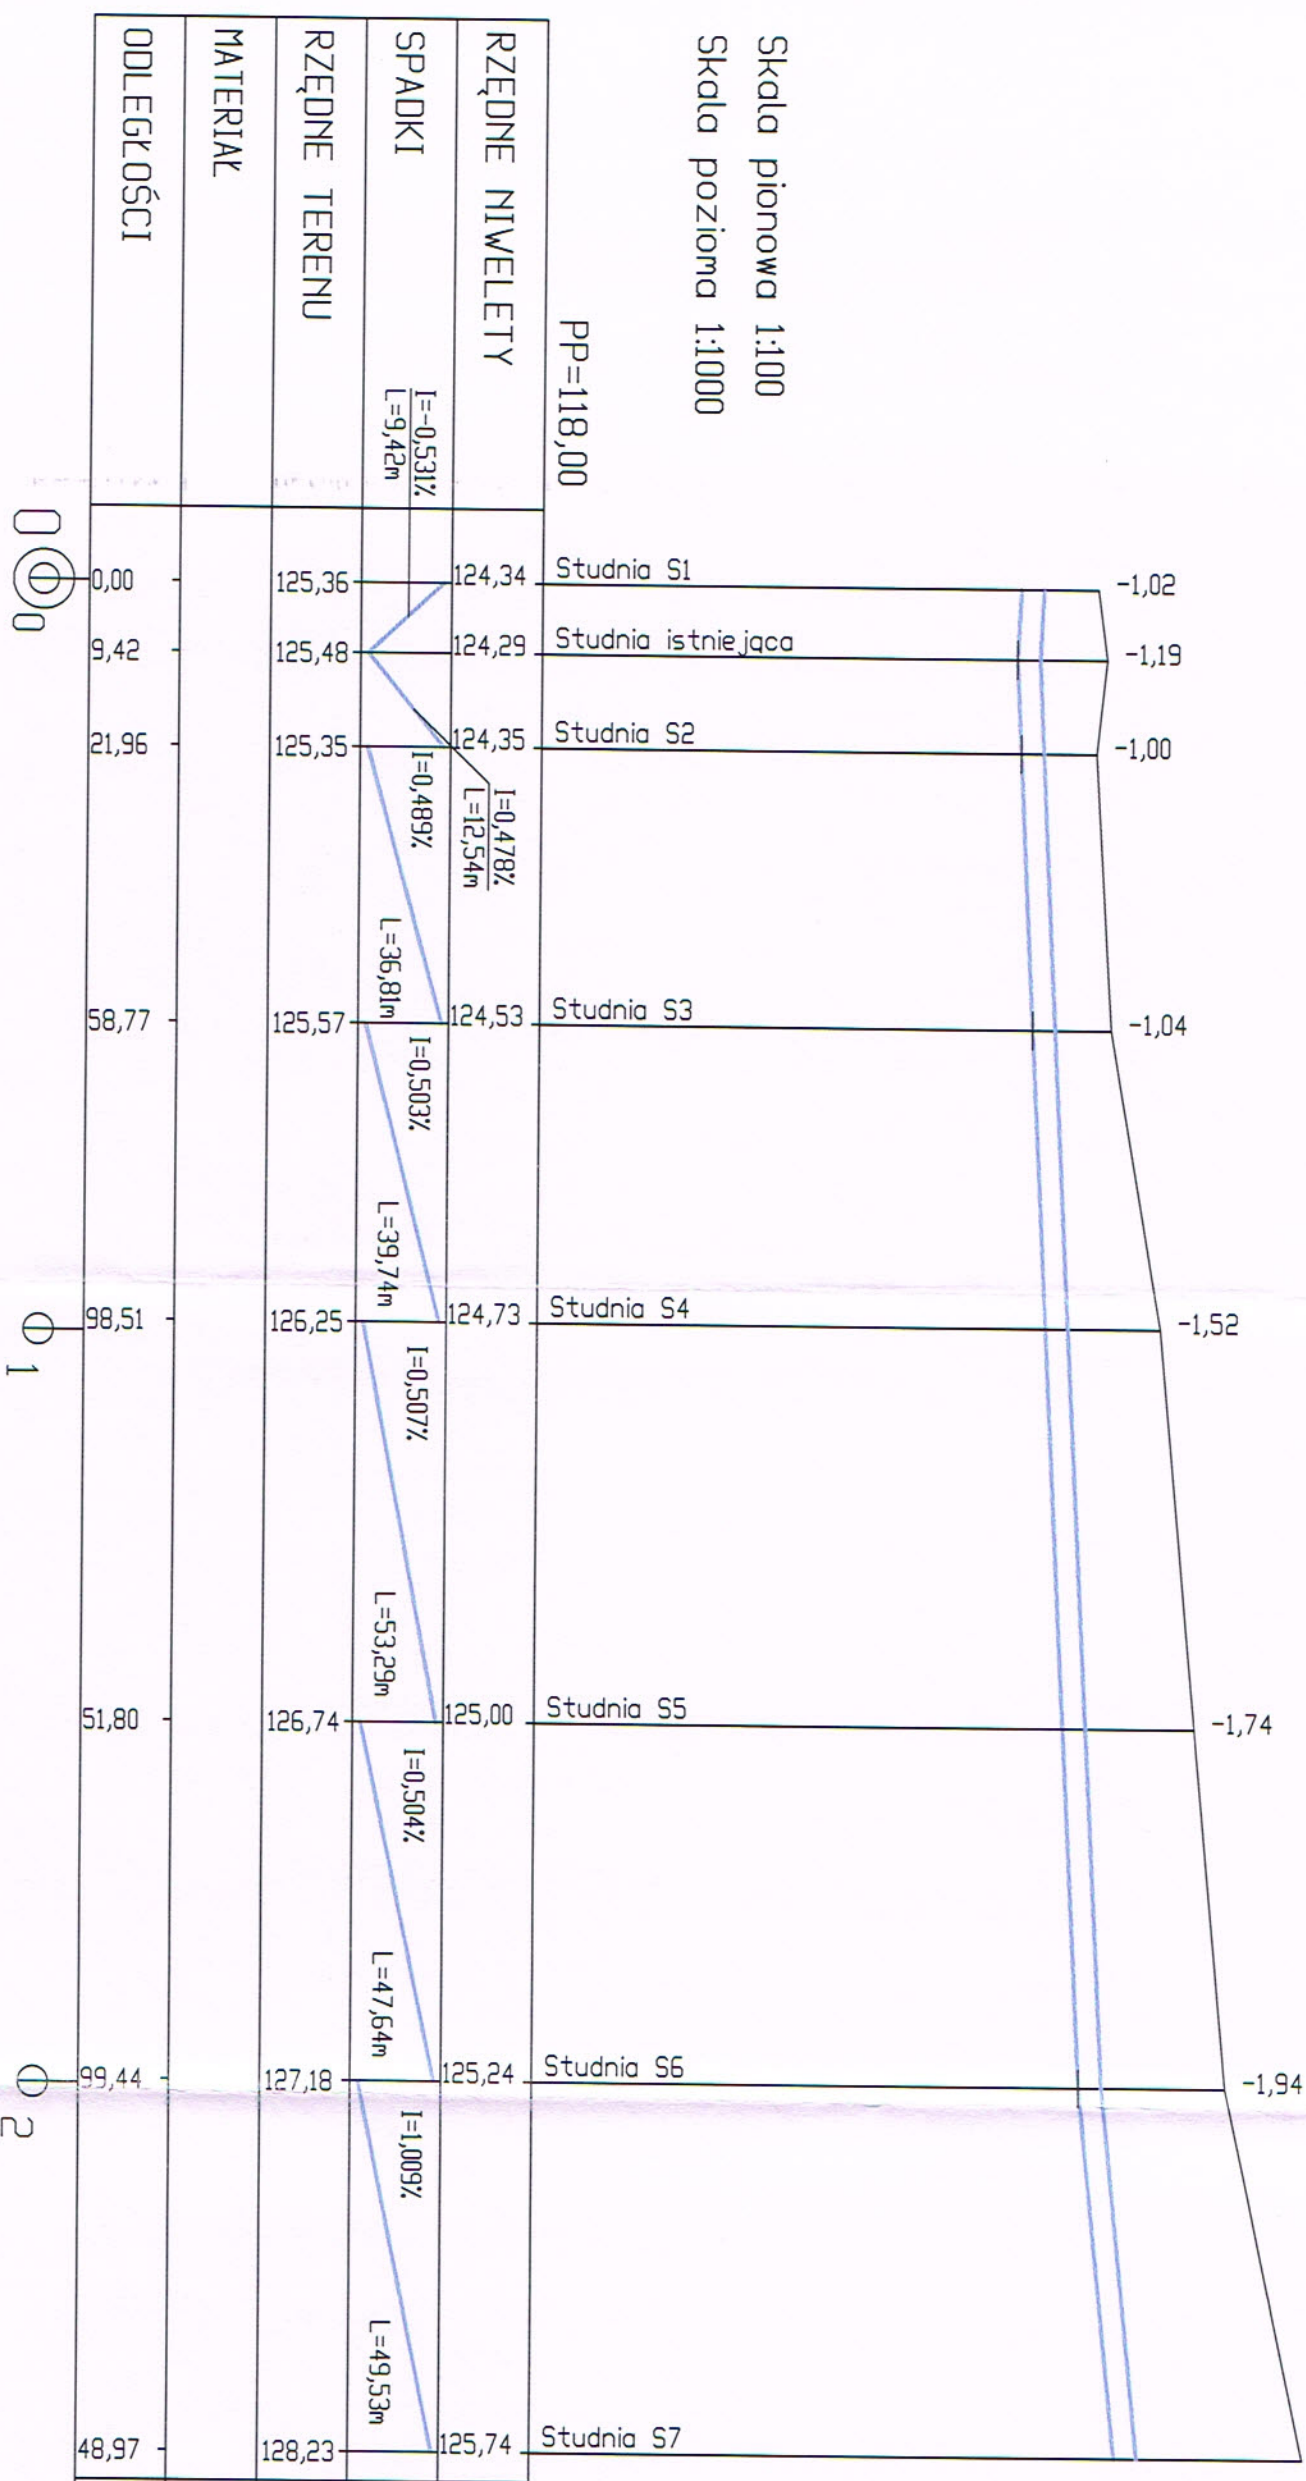 Skala pionowa 1:100
Skala pozioma 1:1000
-1,02
-1,19
-1,00
-1,04
-1,52
-1,74
-1,94
PP=118,00
Studnia S1
Studnia istniejąca
Studnia S2
Studnia S3
Studnia S4
Studnia S5
Studnia S6
Studnia S7
RZĘDNE NIWELETY
124,34
124,29
124,35
124,53
124,73
125,00
125,24
125,74
SPADKI
I=-0,531%
L=9,42m
I=0,478%
L=12,54m
I=0,489%
L=36,81m
I=0,503%
L=39,74m
I=0,507%
L=53,29m
I=0,504%
L=47,64m
I=1,009%
L=49,53m
RZĘDNE TERENU
125,36
125,48
125,35
125,57
126,25
126,74
127,18
128,23
MATERIAŁ
ODLEGŁOŚCI
0,00
9,42
21,96
58,77
98,51
51,80
99,44
48,97
0
0
1
2